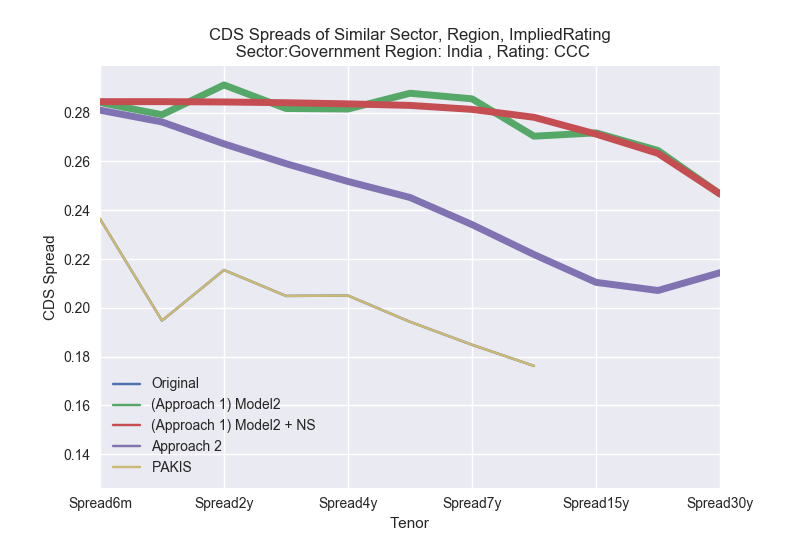 CDS Spreads of Similar Sector, Region, ImpliedRating
Sector:Government Region: India , Rating: CCC
CDS Spread
0.28
0.26
0.24
0.22
0.20
0.18
0.16
0.14
Original
(Approach 1) Model2
(Approach 1) Model2 + NS
Approach 2
PAKIS
Spread6m Spread2y Spread4y Spread7y Spread15y Spread30y
Tenor